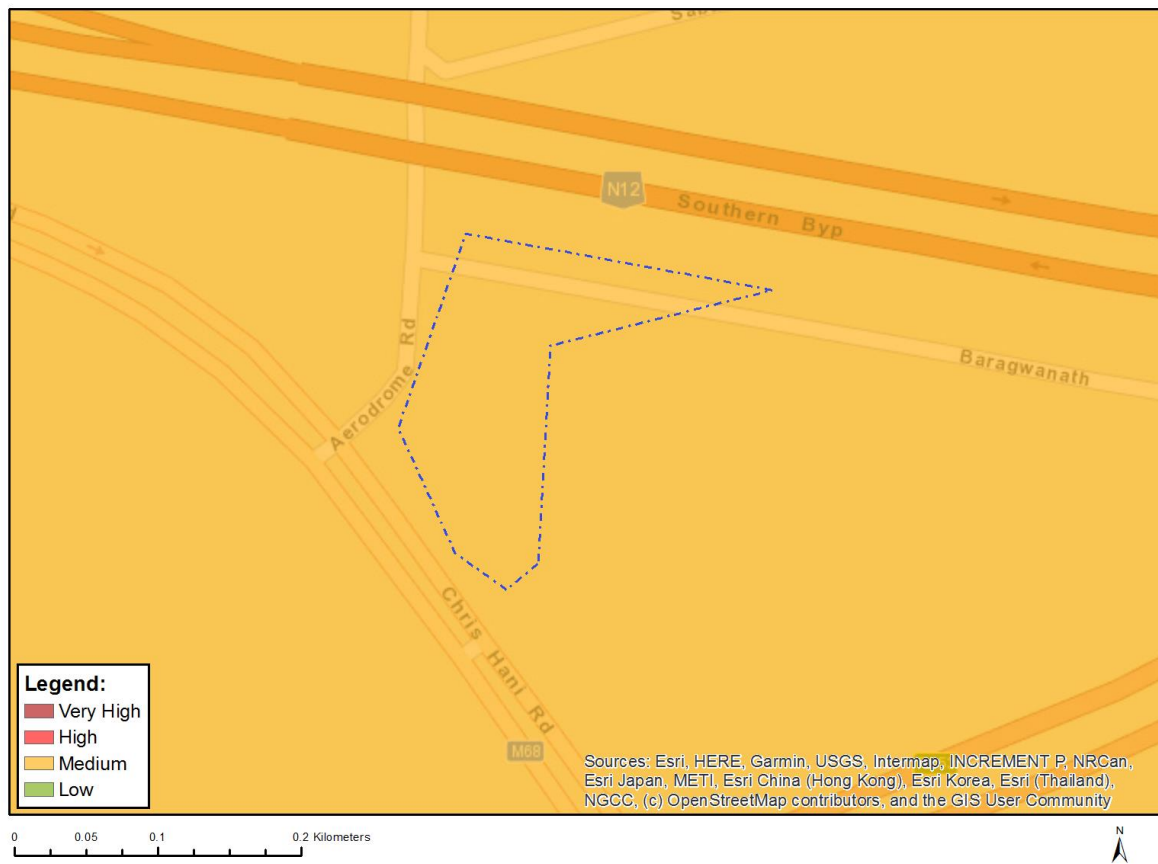 Sab
N12
Southern Byp
Aerodrome Rd
Baragwanath
Chris Hani Rd
M68
Legend:
Very High
High
Medium
Low
Sources: Esri, HERE, Garmin, USGS, Intermap, INCREMENT P, NRCan,
Esri Japan, METI, Esri China (Hong Kong), Esri Korea, Esri (Thailand),
NGCC, (c) OpenStreetMap contributors, and the GIS User Community
0 0.05 0.1 0.2 Kilometers
N